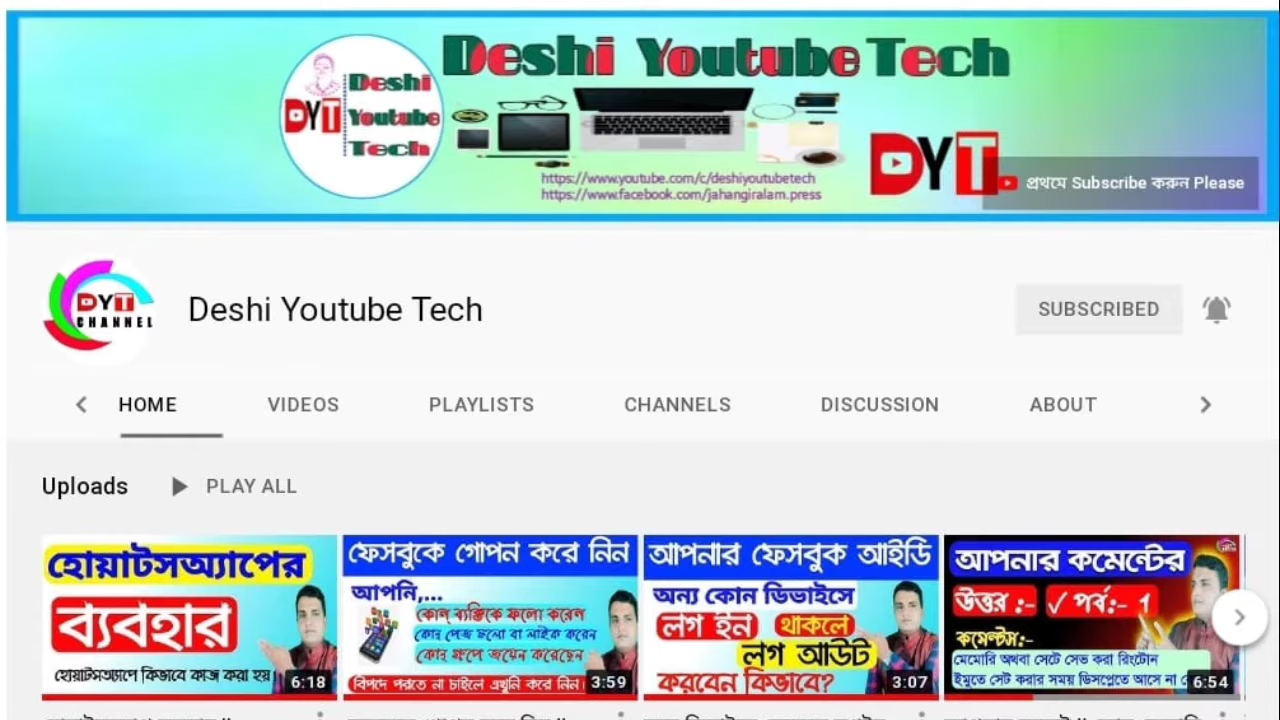 Deshi Youtube Tech
Deshi
DYT Youtube
Tech
https://www.youtube.com/c/deshiyoutubetech
https://www.facebook.com/jahangiralam.press
DYT
প্রথমে Subscribe করুন Please
DYT
CHANNEL
Deshi Youtube Tech
SUBSCRIBED
HOME VIDEOS PLAYLISTS CHANNELS DISCUSSION ABOUT
Uploads PLAY ALL
হোয়াটসঅ্যাপের
ব্যবহার
হোয়াটসঅ্যাপে কিভাবে কাজ করা হয়
6:18
ফেসবুকে গোপন করে নিন
আপনি,...
কোন ব্যক্তিকে ফলো করেন
কোন পেজ ফলো বা লাইক করেন
কোন গ্রুপে জয়েন করেছেন
বিপদে পরতে না চাইলে এখুনি করে নিন।
3:59
আপনার ফেসবুক আইডি
অন্য কোন ডিভাইসে
লগ ইন থাকলে
লগ আউট
করবেন কিভাবে?
3:07
আপনার কমেন্টের
উত্তর :- ✓ পর্ব:- 1
কমেন্টস:-
মেমোরি অথবা সেটে সেভ করা রিংটোন
ইমুতে সেট করার সময় ডিসপ্লেতে আসে না
6:54